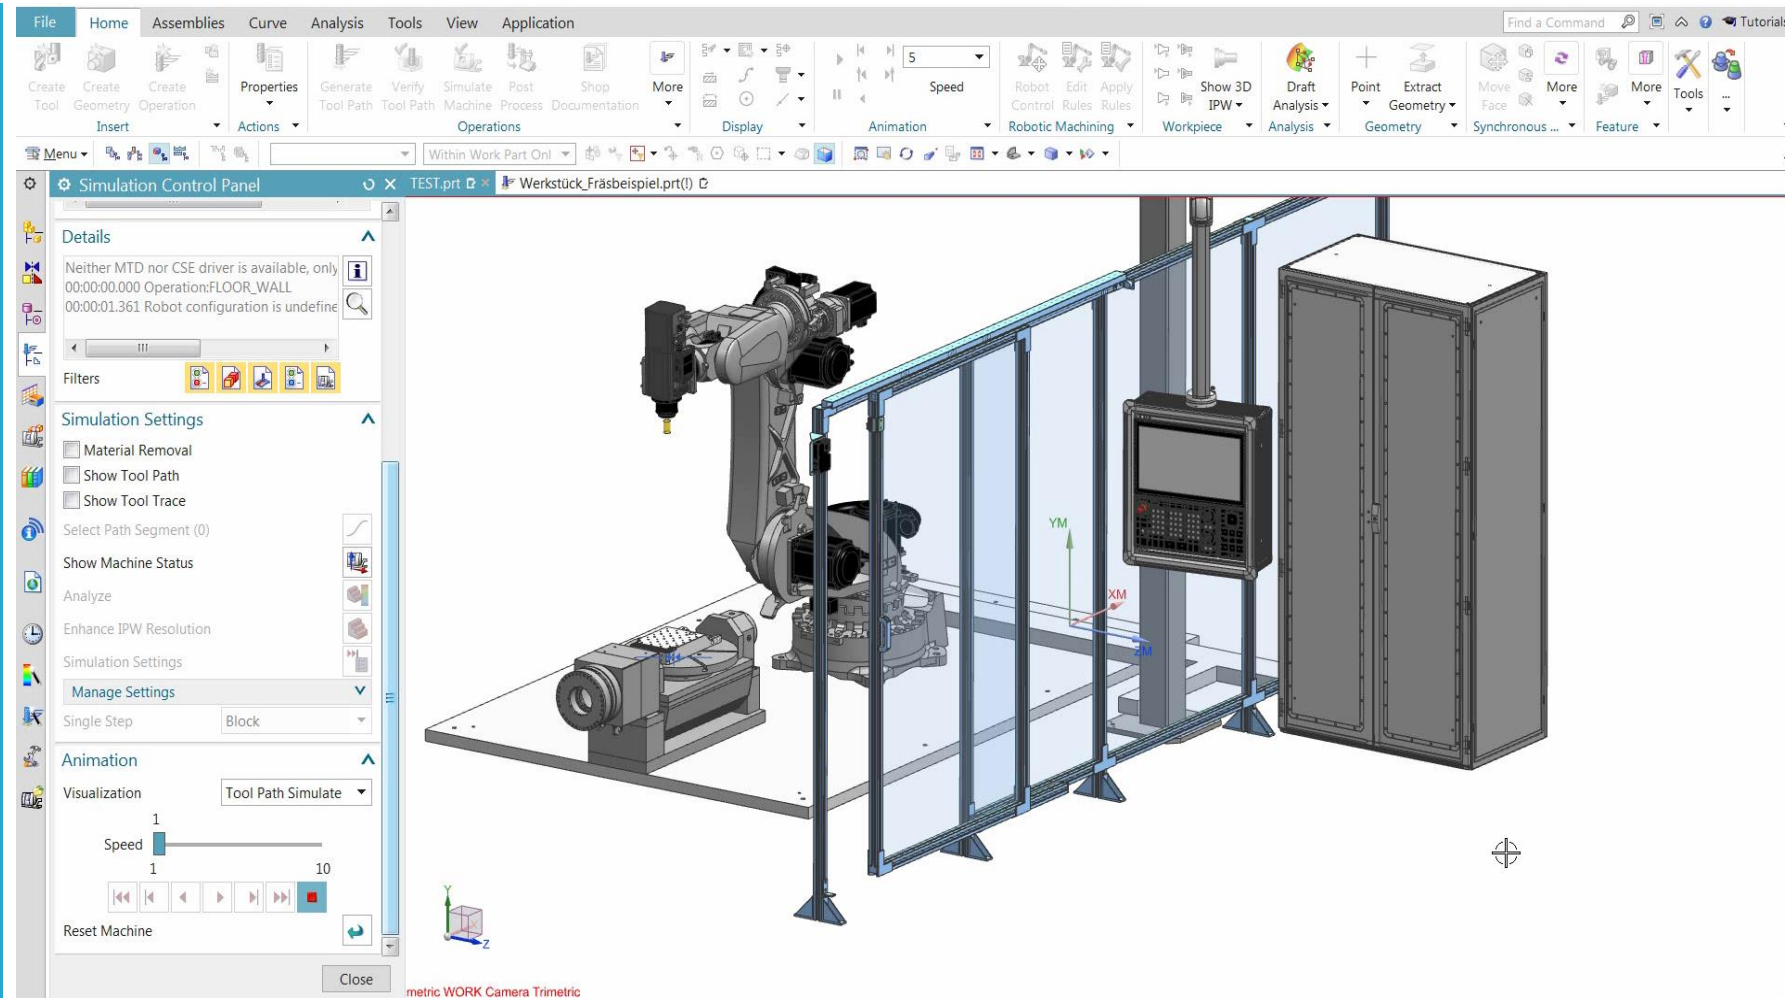 File Home Assemblies Curve Analysis Tools View Application
Find a Command
Tutorials
Create Tool
Create Geometry
Create Operation
Properties
Generate Tool Path
Verify Tool Path
Simulate Machine
Post Process
Shop Documentation
More
5
Speed
Robot Control
Edit Rules
Apply Rules
Show 3D IPW
Draft Analysis
Point
Extract Geometry
Move Face
More
More
Tools
...
Insert Actions Operations Display Animation Robotic Machining Workpiece Analysis Geometry Synchronous ... Feature
Menu
Within Work Part Onl
Simulation Control Panel
TEST.prt
Werkstück_Fräsbeispiel.prt(!)
Details
Neither MTD nor CSE driver is available, only
00:00:00.000 Operation:FLOOR_WALL
00:00:01.361 Robot configuration is undefine
Filters
Simulation Settings
Material Removal
Show Tool Path
Show Tool Trace
Select Path Segment (0)
Show Machine Status
Analyze
Enhance IPW Resolution
Simulation Settings
Manage Settings
Single Step Block
Animation
Visualization Tool Path Simulate
1
Speed
1 10
Reset Machine
Close
YM
XM
ZM
Y
X
Z
metric WORK Camera Trimetric